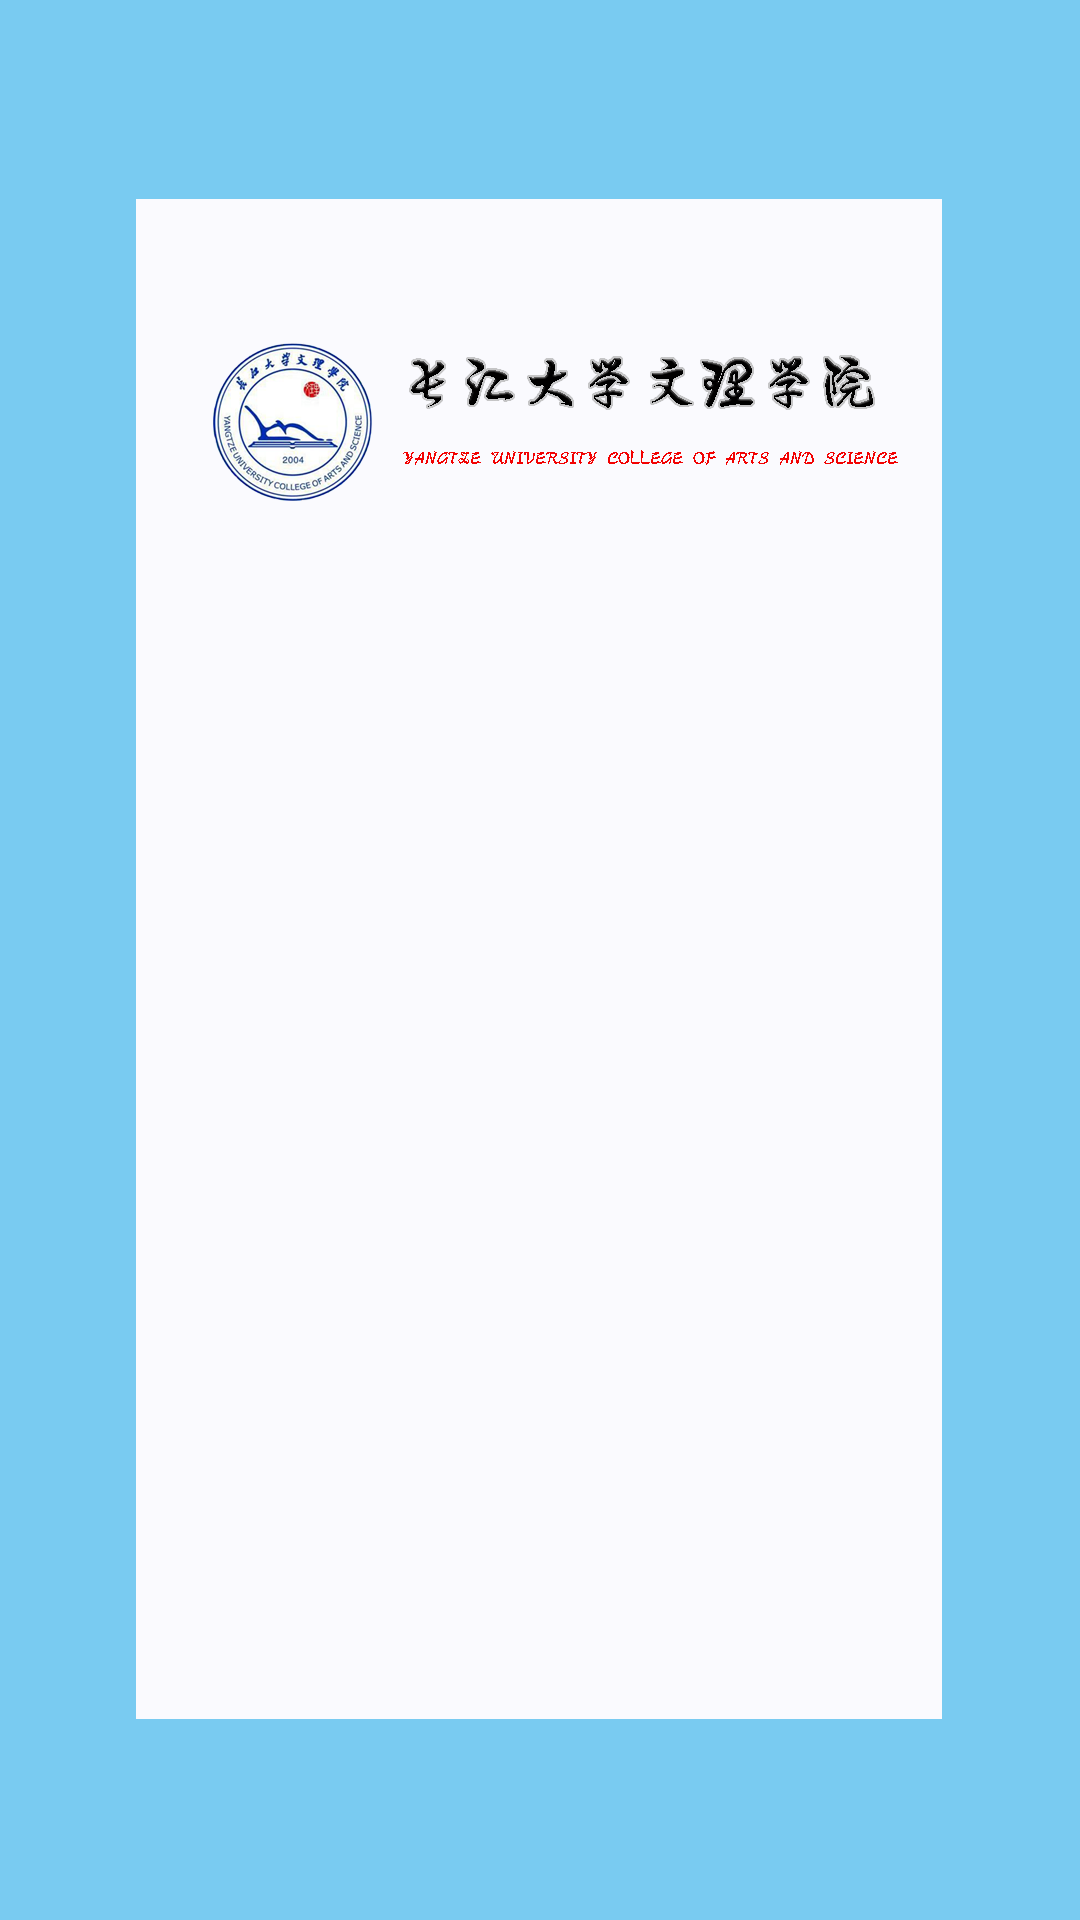 长江大学文理学院
YANGTZE UNIVERSITY COLLEGE OF ARTS AND SCIENCE
长江大学文理学院
2004
YANGTZE UNIVERSITY COLLEGE OF ARTS AND SCIENCE